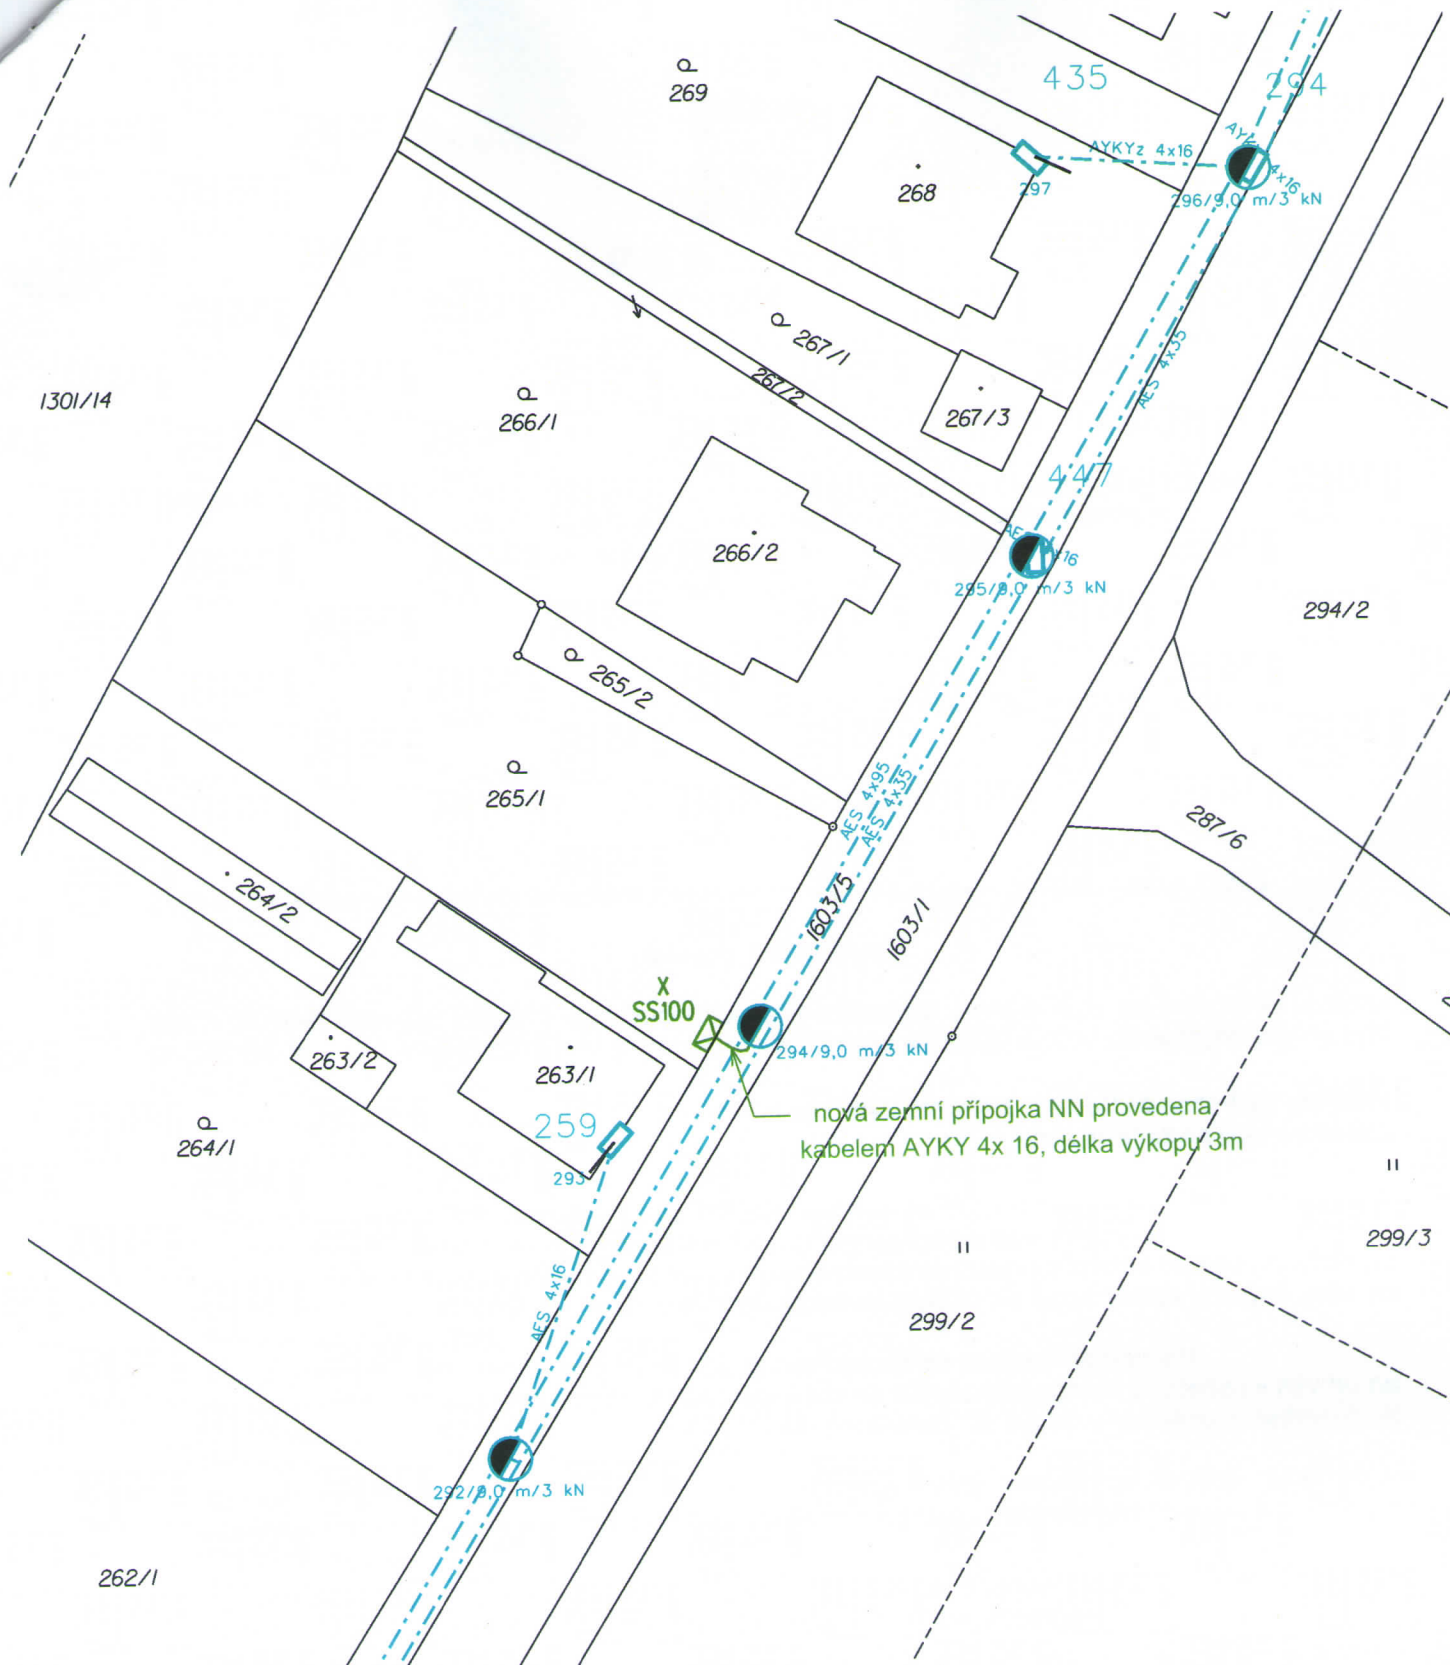 435
294
269
AYKYz 4x16
4x16
268
297
296/9,0 m/3 kN
267/1
AES 4x35
267/2
1301/14
266/1
267/3
447
266/2
295/9,0 m/3 kN
294/2
265/2
265/1
AES 4x95
AES 4x35
287/6
264/2
1603/5
1603/1
X
SS100
294/9,0 m/3 kN
263/2
263/1
nová zemní přípojka NN provedena
kabelem AYKY 4x 16, délka výkopu 3m
259
264/1
293
299/3
AES 4x16
299/2
292/9,0 m/3 kN
262/1